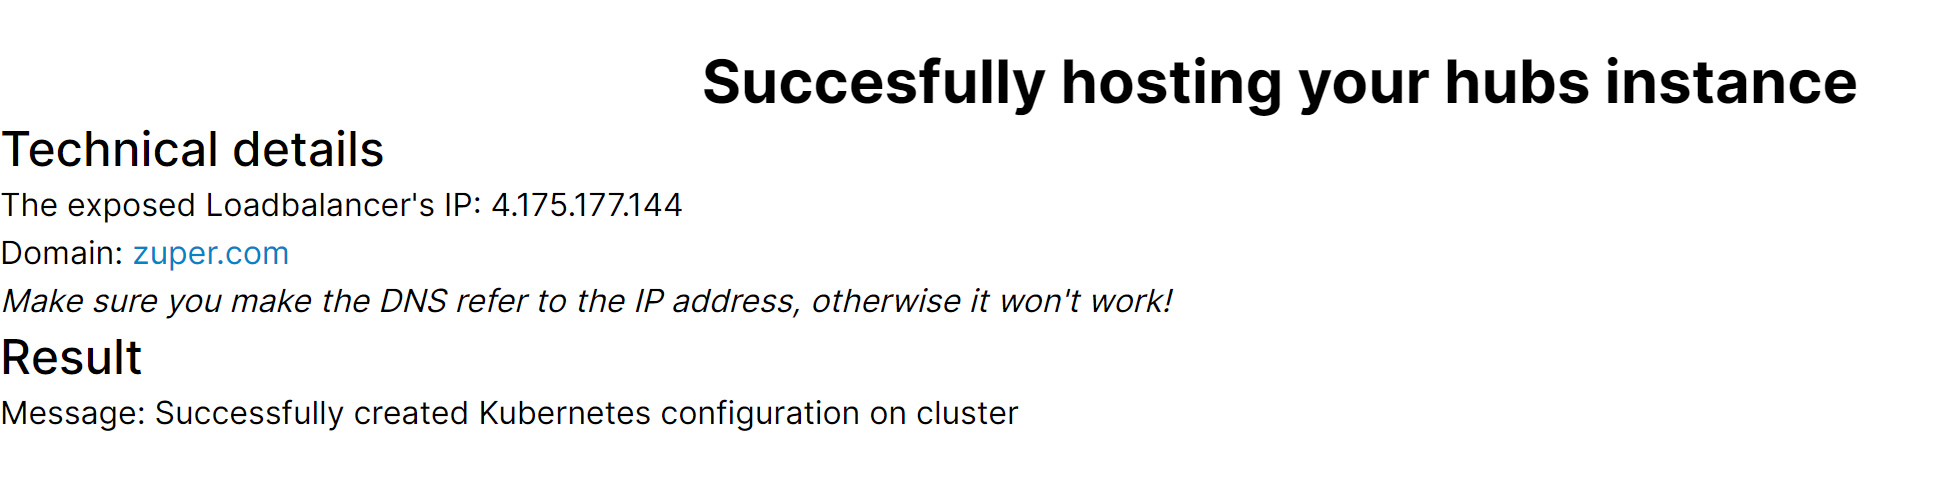 Succesfully hosting your hubs instance
Technical details
The exposed Loadbalancer's IP: 4.175.177.144
Domain: zuper.com
Make sure you make the DNS refer to the IP address, otherwise it won't work!
Result
Message: Successfully created Kubernetes configuration on cluster